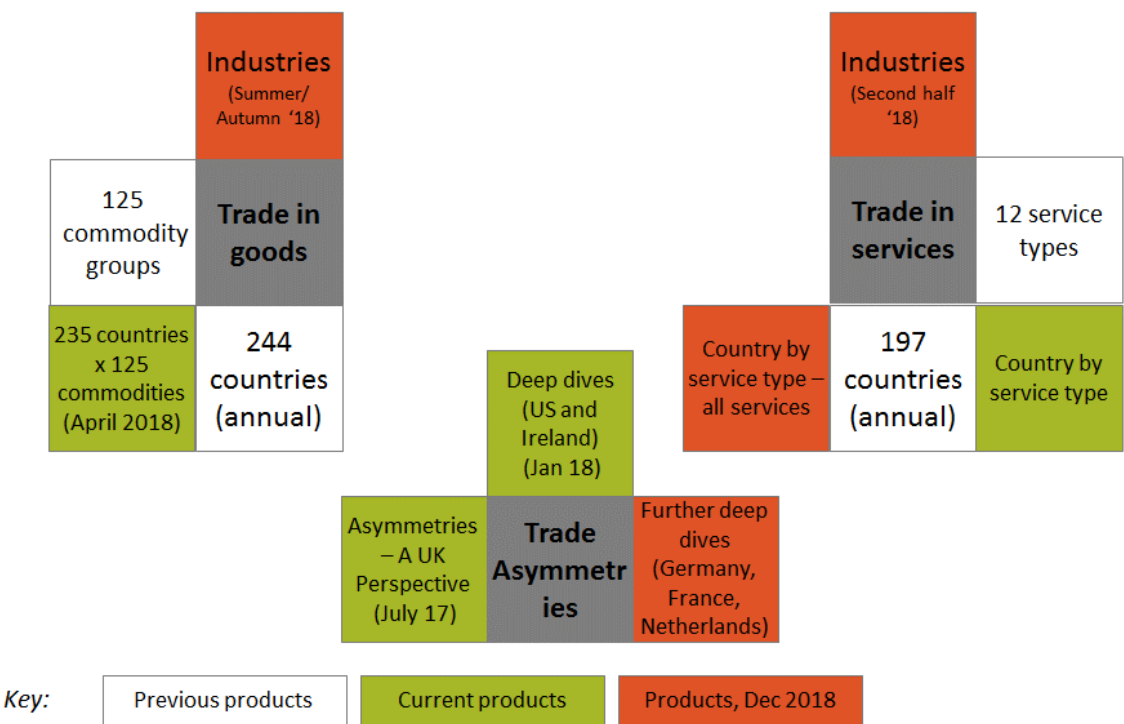 Industries
(Summer/
Autumn ‘18)
125
commodity
groups
Trade in
goods
235 countries
x 125
commodities
(April 2018)
244
countries
(annual)
Industries
(Second half
‘18)
Trade in
services
12 service
types
Country by
service type –
all services
197
countries
(annual)
Country by
service type
Deep dives
(US and
Ireland)
(Jan 18)
Asymmetries
– A UK
Perspective
(July 17)
Trade
Asymmetr
ies
Further deep
dives
(Germany,
France,
Netherlands)
Key:
Previous products
Current products
Products, Dec 2018